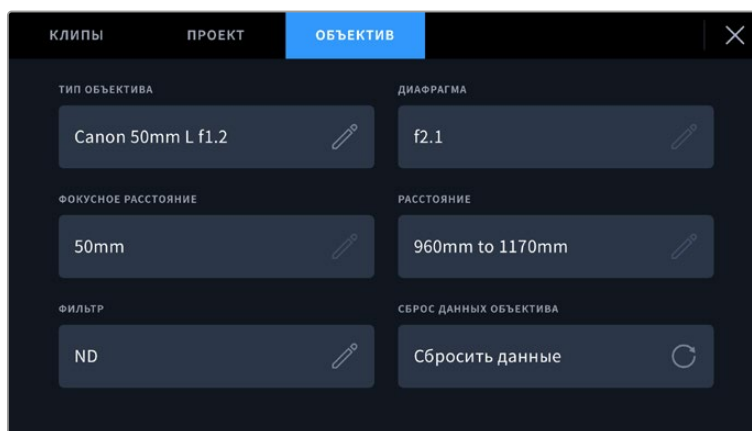 КЛИПЫ ПРОЕКТ ОБЪЕКТИВ
ТИП ОБЪЕКТИВА ДИАФРАГМА
Canon 50mm L f1.2 f2.1
ФОКУСНОЕ РАССТОЯНИЕ РАССТОЯНИЕ
50mm 960mm to 1170mm
ФИЛЬТР СБРОС ДАННЫХ ОБЪЕКТИВА
ND Сбросить данные